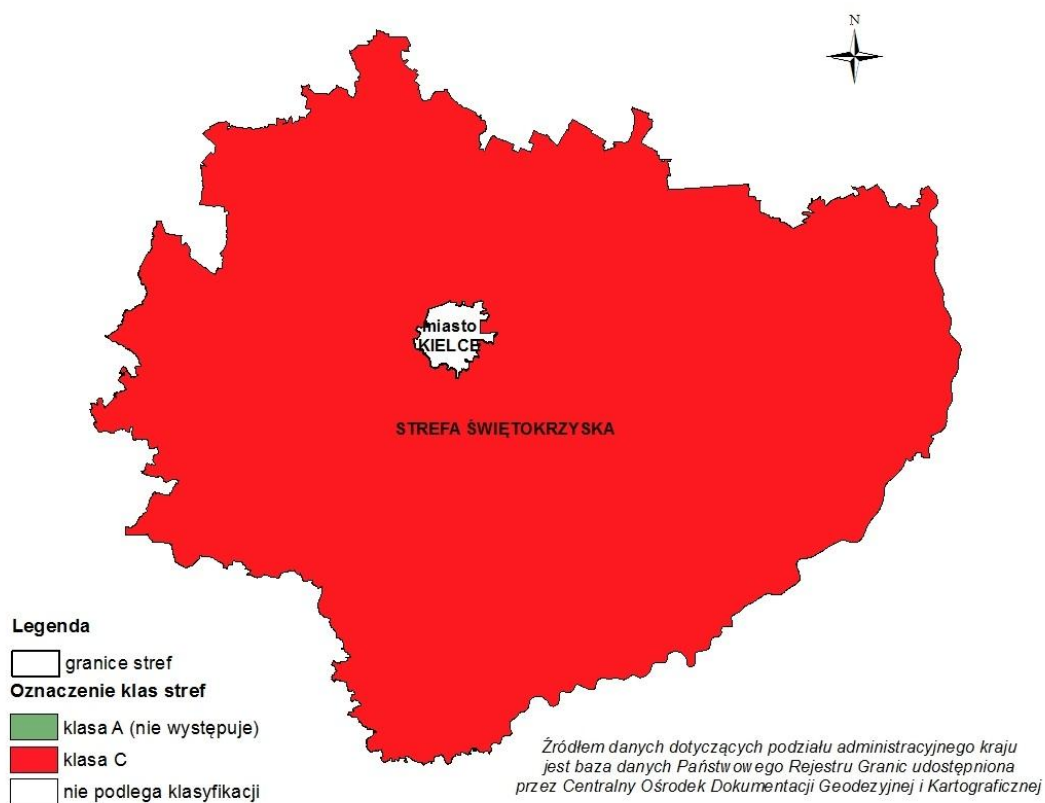 N
miasto
KIELCE
STREFA ŚWIĘTOKRZYSKA
Legenda
granice stref
Oznaczenie klas stref
klasa A (nie występuje)
klasa C
nie podlega klasyfikacji
Źródłem danych dotyczących podziału administracyjnego kraju
jest baza danych Państwowego Rejestru Granic udostępniona
przez Centralny Ośrodek Dokumentacji Geodezyjnej i Kartograficznej